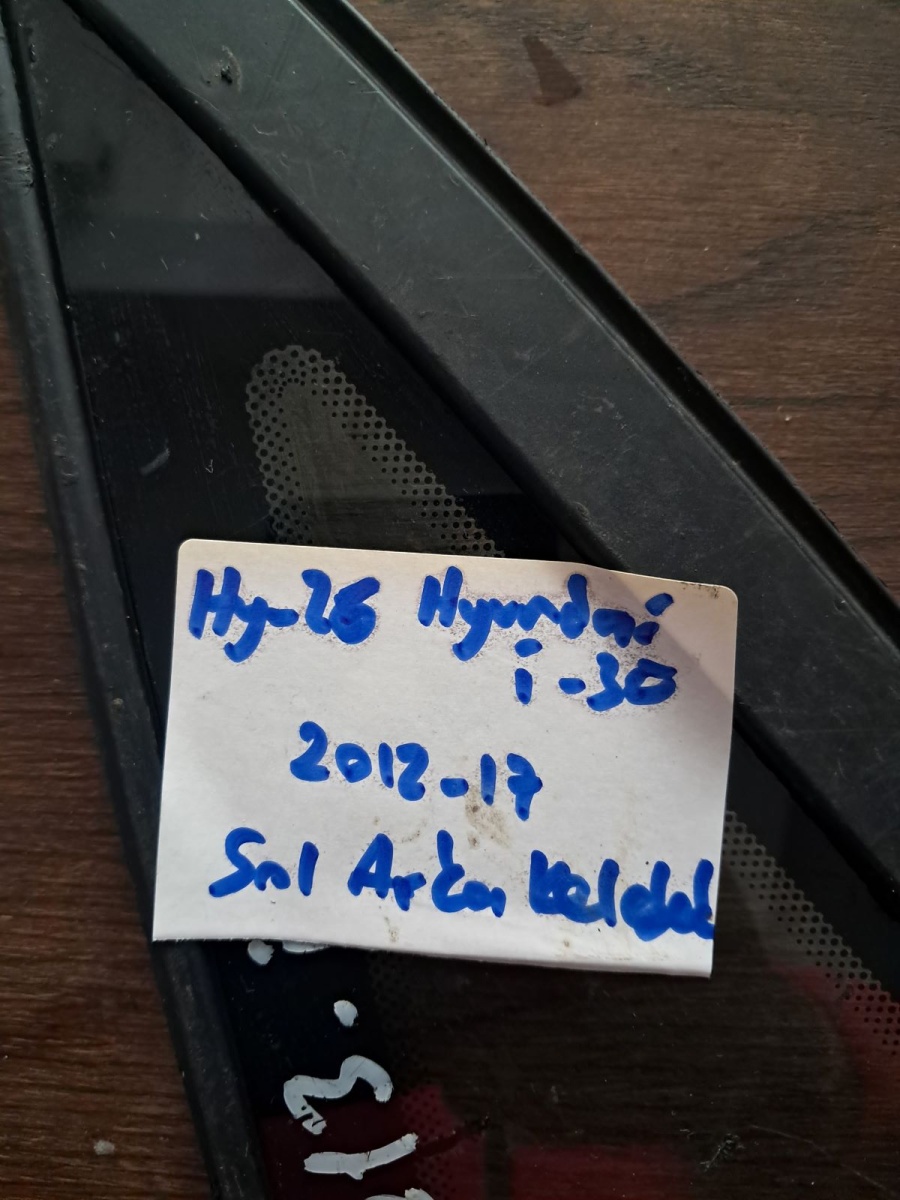 Hy-26 Hyundai
i-30
2012-17
Sol Arka Kelebek